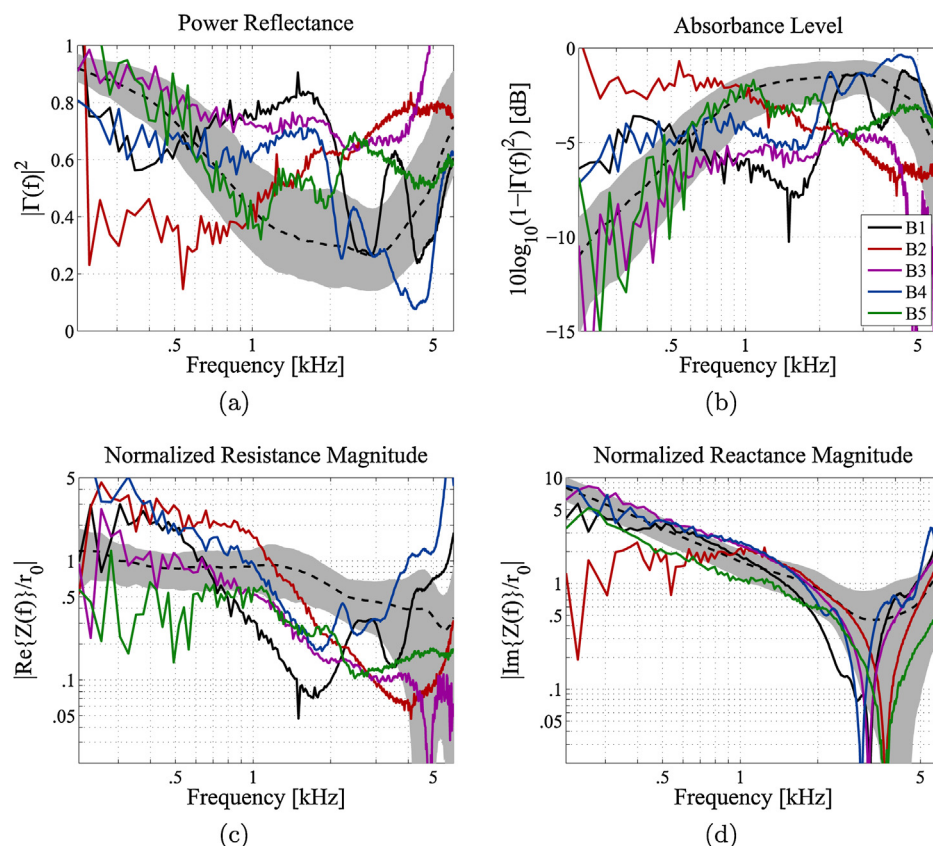 Power Reflectance
Absorbance Level
|Γ(f)|²
1
0.8
0.6
0.4
0.2
0
.5
1
5
Frequency [kHz]
(a)
10log₁₀(1−|Γ(f)|²) [dB]
0
−5
−10
−15
B1
B2
B3
B4
B5
.5
1
5
Frequency [kHz]
(b)
Normalized Resistance Magnitude
Normalized Reactance Magnitude
|Re{Z(f)}/r₀|
5
1
.5
.1
.05
.5
1
5
Frequency [kHz]
(c)
|Im{Z(f)}/r₀|
10
5
1
.5
.1
.05
.5
1
5
Frequency [kHz]
(d)